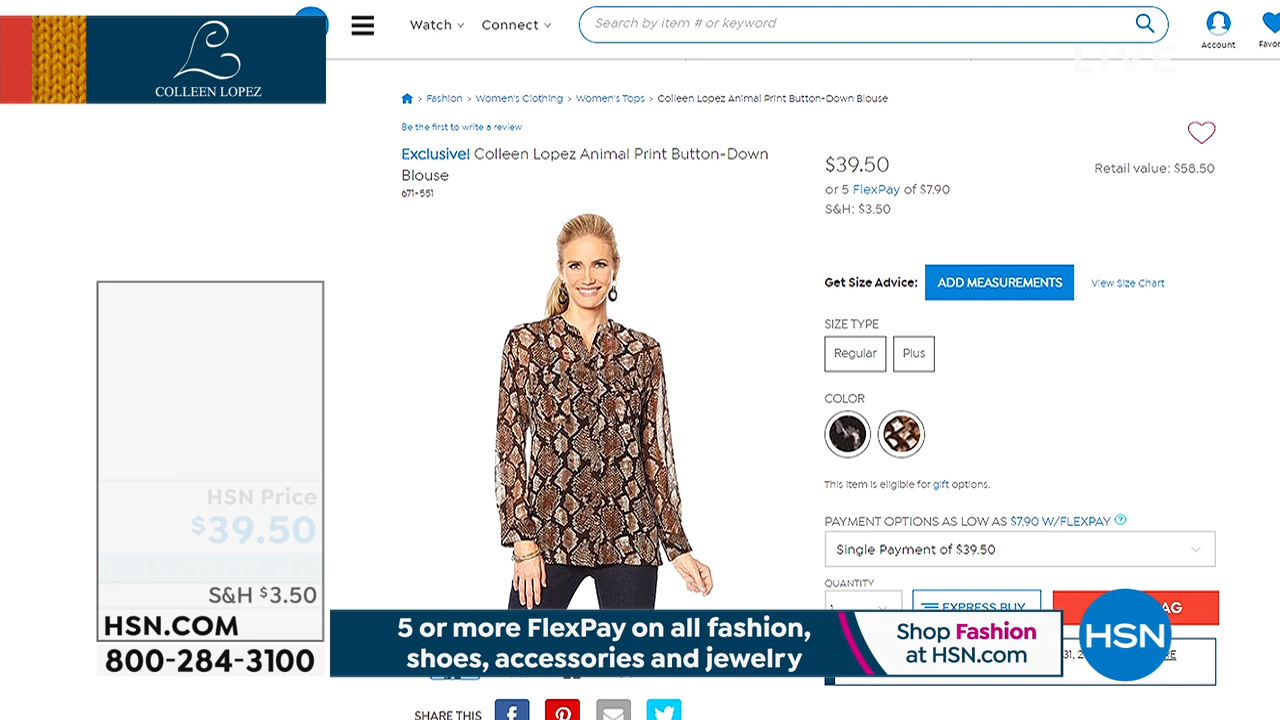 COLLEEN LOPEZ
Watch
Connect
Search by item # or keyword
Account
LIVE
Fashion > Women's Clothing > Women's Tops > Colleen Lopez Animal Print Button-Down Blouse
Be the first to write a review
Exclusive! Colleen Lopez Animal Print Button-Down
Blouse
671-551
$39.50
Retail value: $58.50
or 5 FlexPay of $7.90
S&H: $3.50
Get Size Advice:
ADD MEASUREMENTS
View Size Chart
SIZE TYPE
Regular
Plus
COLOR
This item is eligible for gift options.
PAYMENT OPTIONS AS LOW AS $7.90 W/FLEXPAY
Single Payment of $39.50
QUANTITY
1
EXPRESS BUY
HSN Price
$39.50
S&H $3.50
HSN.COM
800-284-3100
5 or more FlexPay on all fashion,
shoes, accessories and jewelry
Shop Fashion
at HSN.com
HSN
SHARE THIS